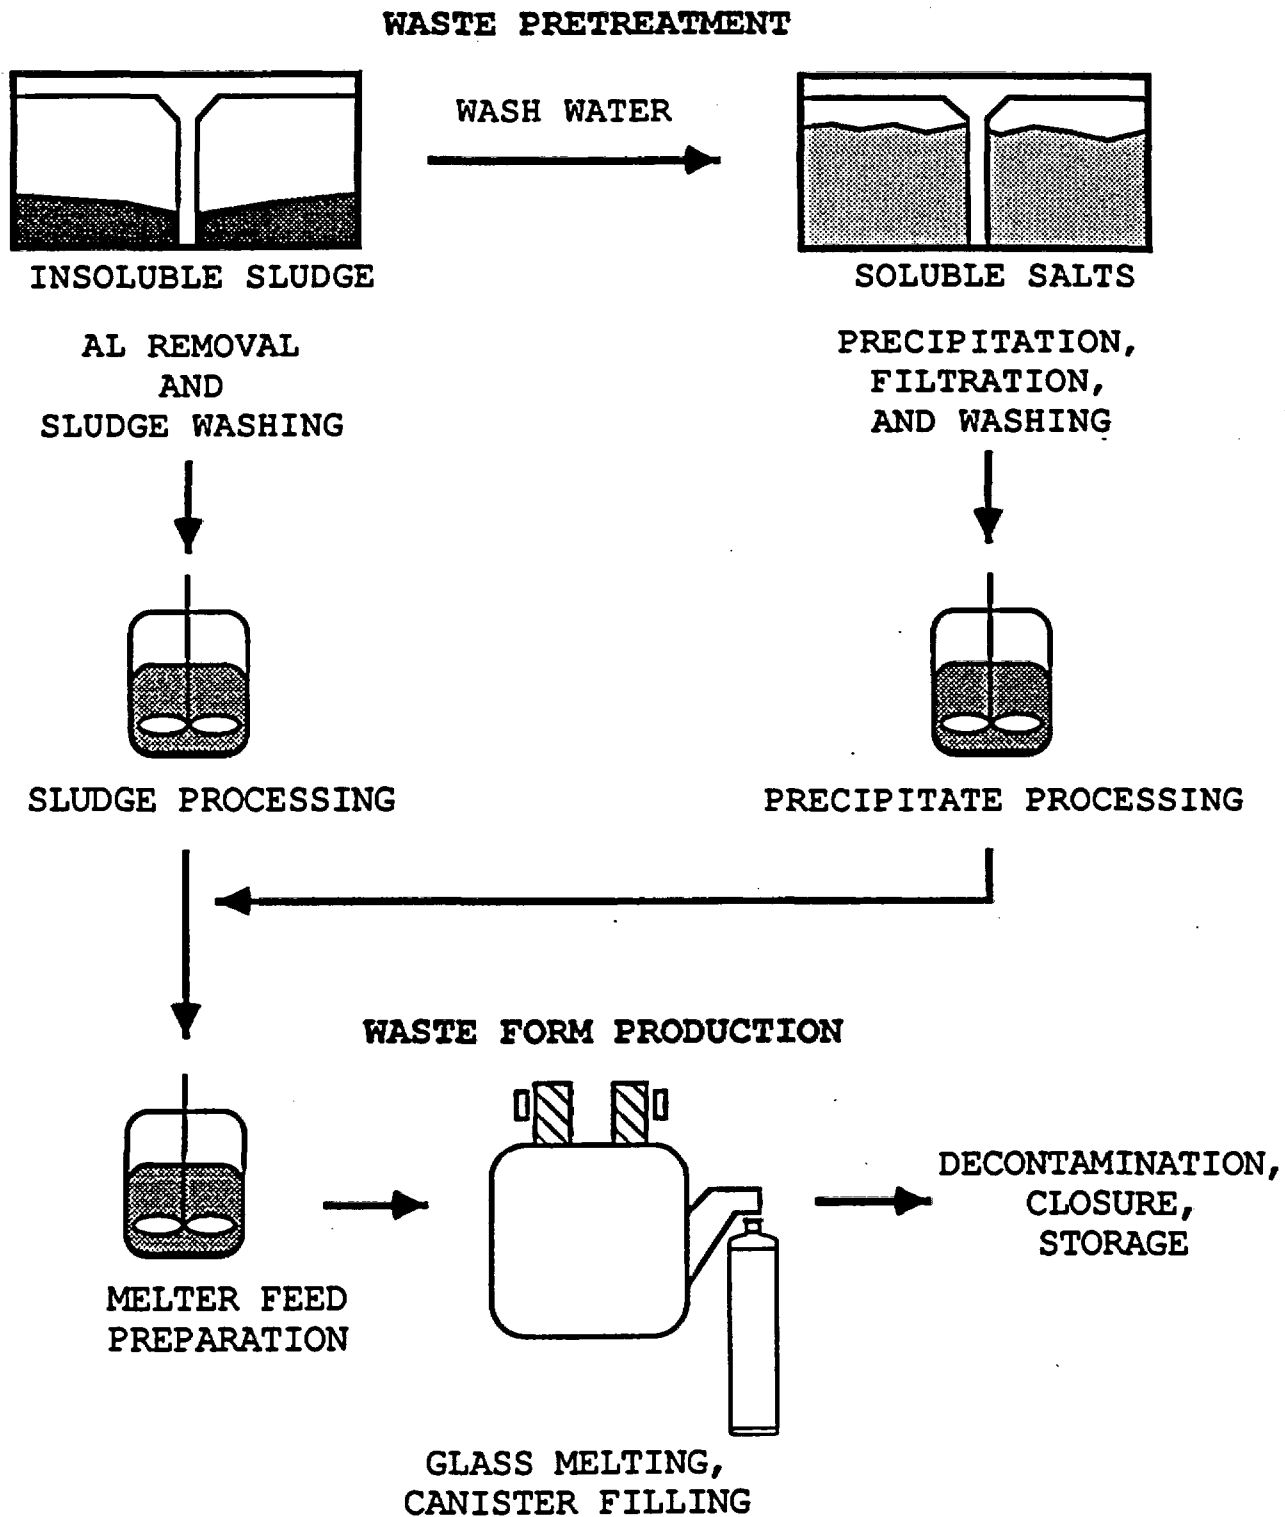 WASTE PRETREATMENT
WASH WATER
INSOLUBLE SLUDGE
SOLUBLE SALTS
AL REMOVAL
AND
SLUDGE WASHING
PRECIPITATION,
FILTRATION,
AND WASHING
SLUDGE PROCESSING
PRECIPITATE PROCESSING
WASTE FORM PRODUCTION
DECONTAMINATION,
CLOSURE,
STORAGE
MELTER FEED
PREPARATION
GLASS MELTING,
CANISTER FILLING